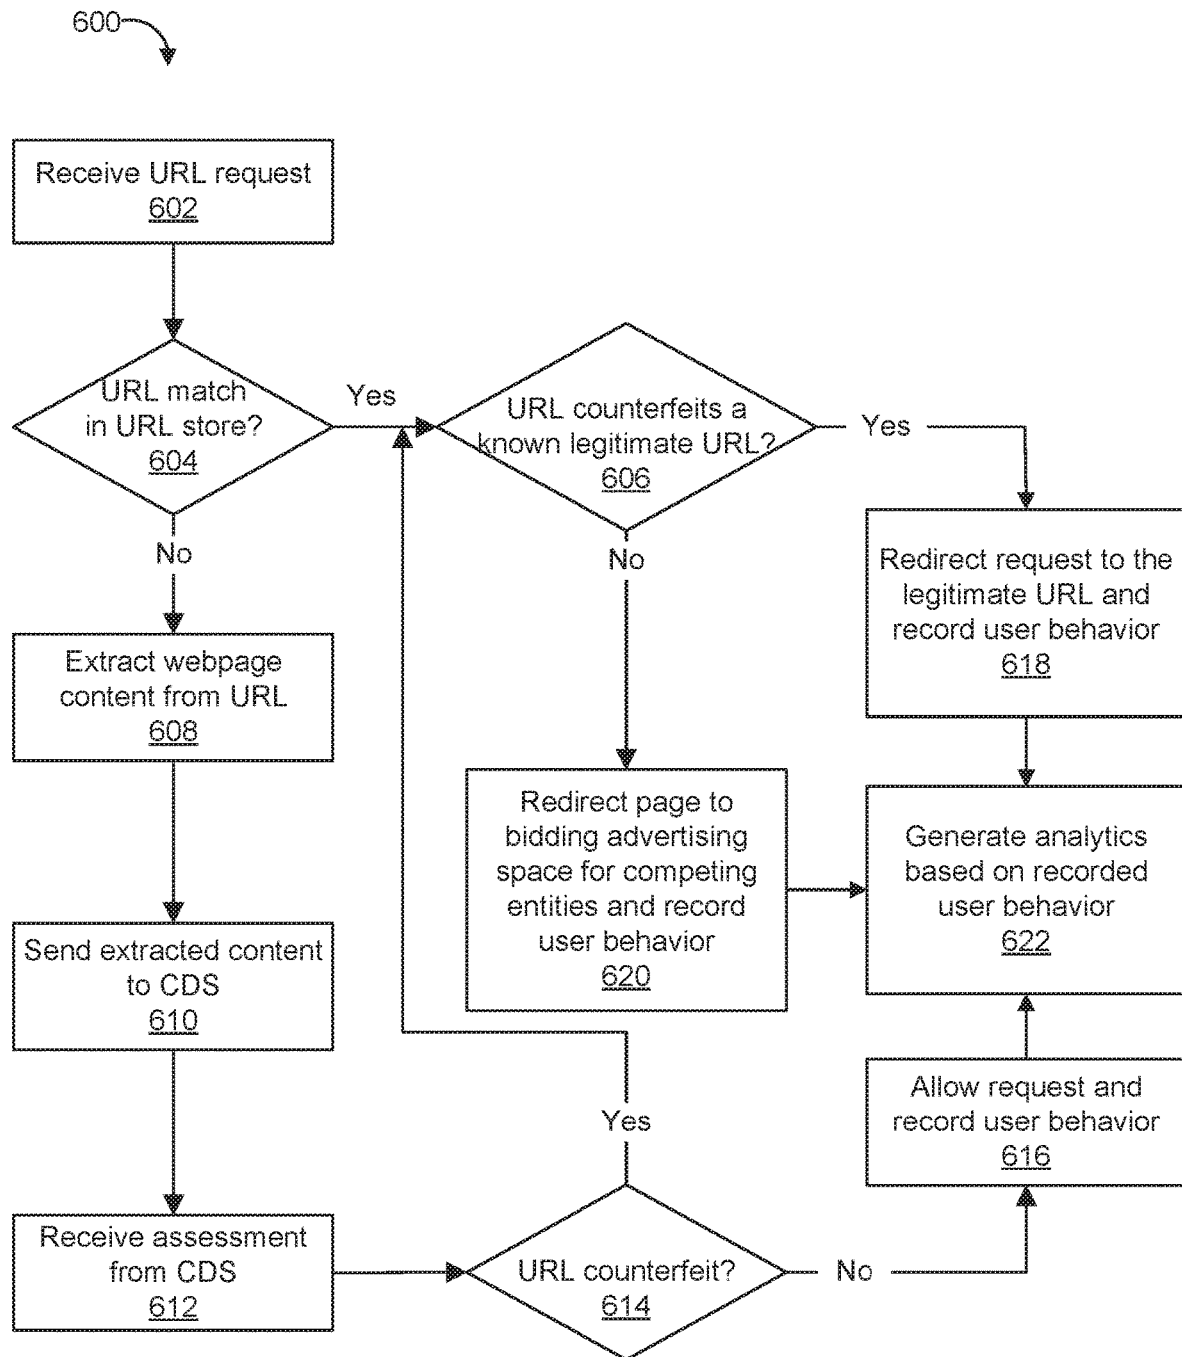 600
Receive URL request
602
URL match
in URL store?
604
Yes
URL counterfeits a
known legitimate URL?
606
Yes
No
No
Redirect request to the
legitimate URL and
record user behavior
618
Extract webpage
content from URL
608
Redirect page to
bidding advertising
space for competing
entities and record
user behavior
620
Generate analytics
based on recorded
user behavior
622
Send extracted content
to CDS
610
Allow request and
record user behavior
616
Yes
Receive assessment
from CDS
612
URL counterfeit?
614
No